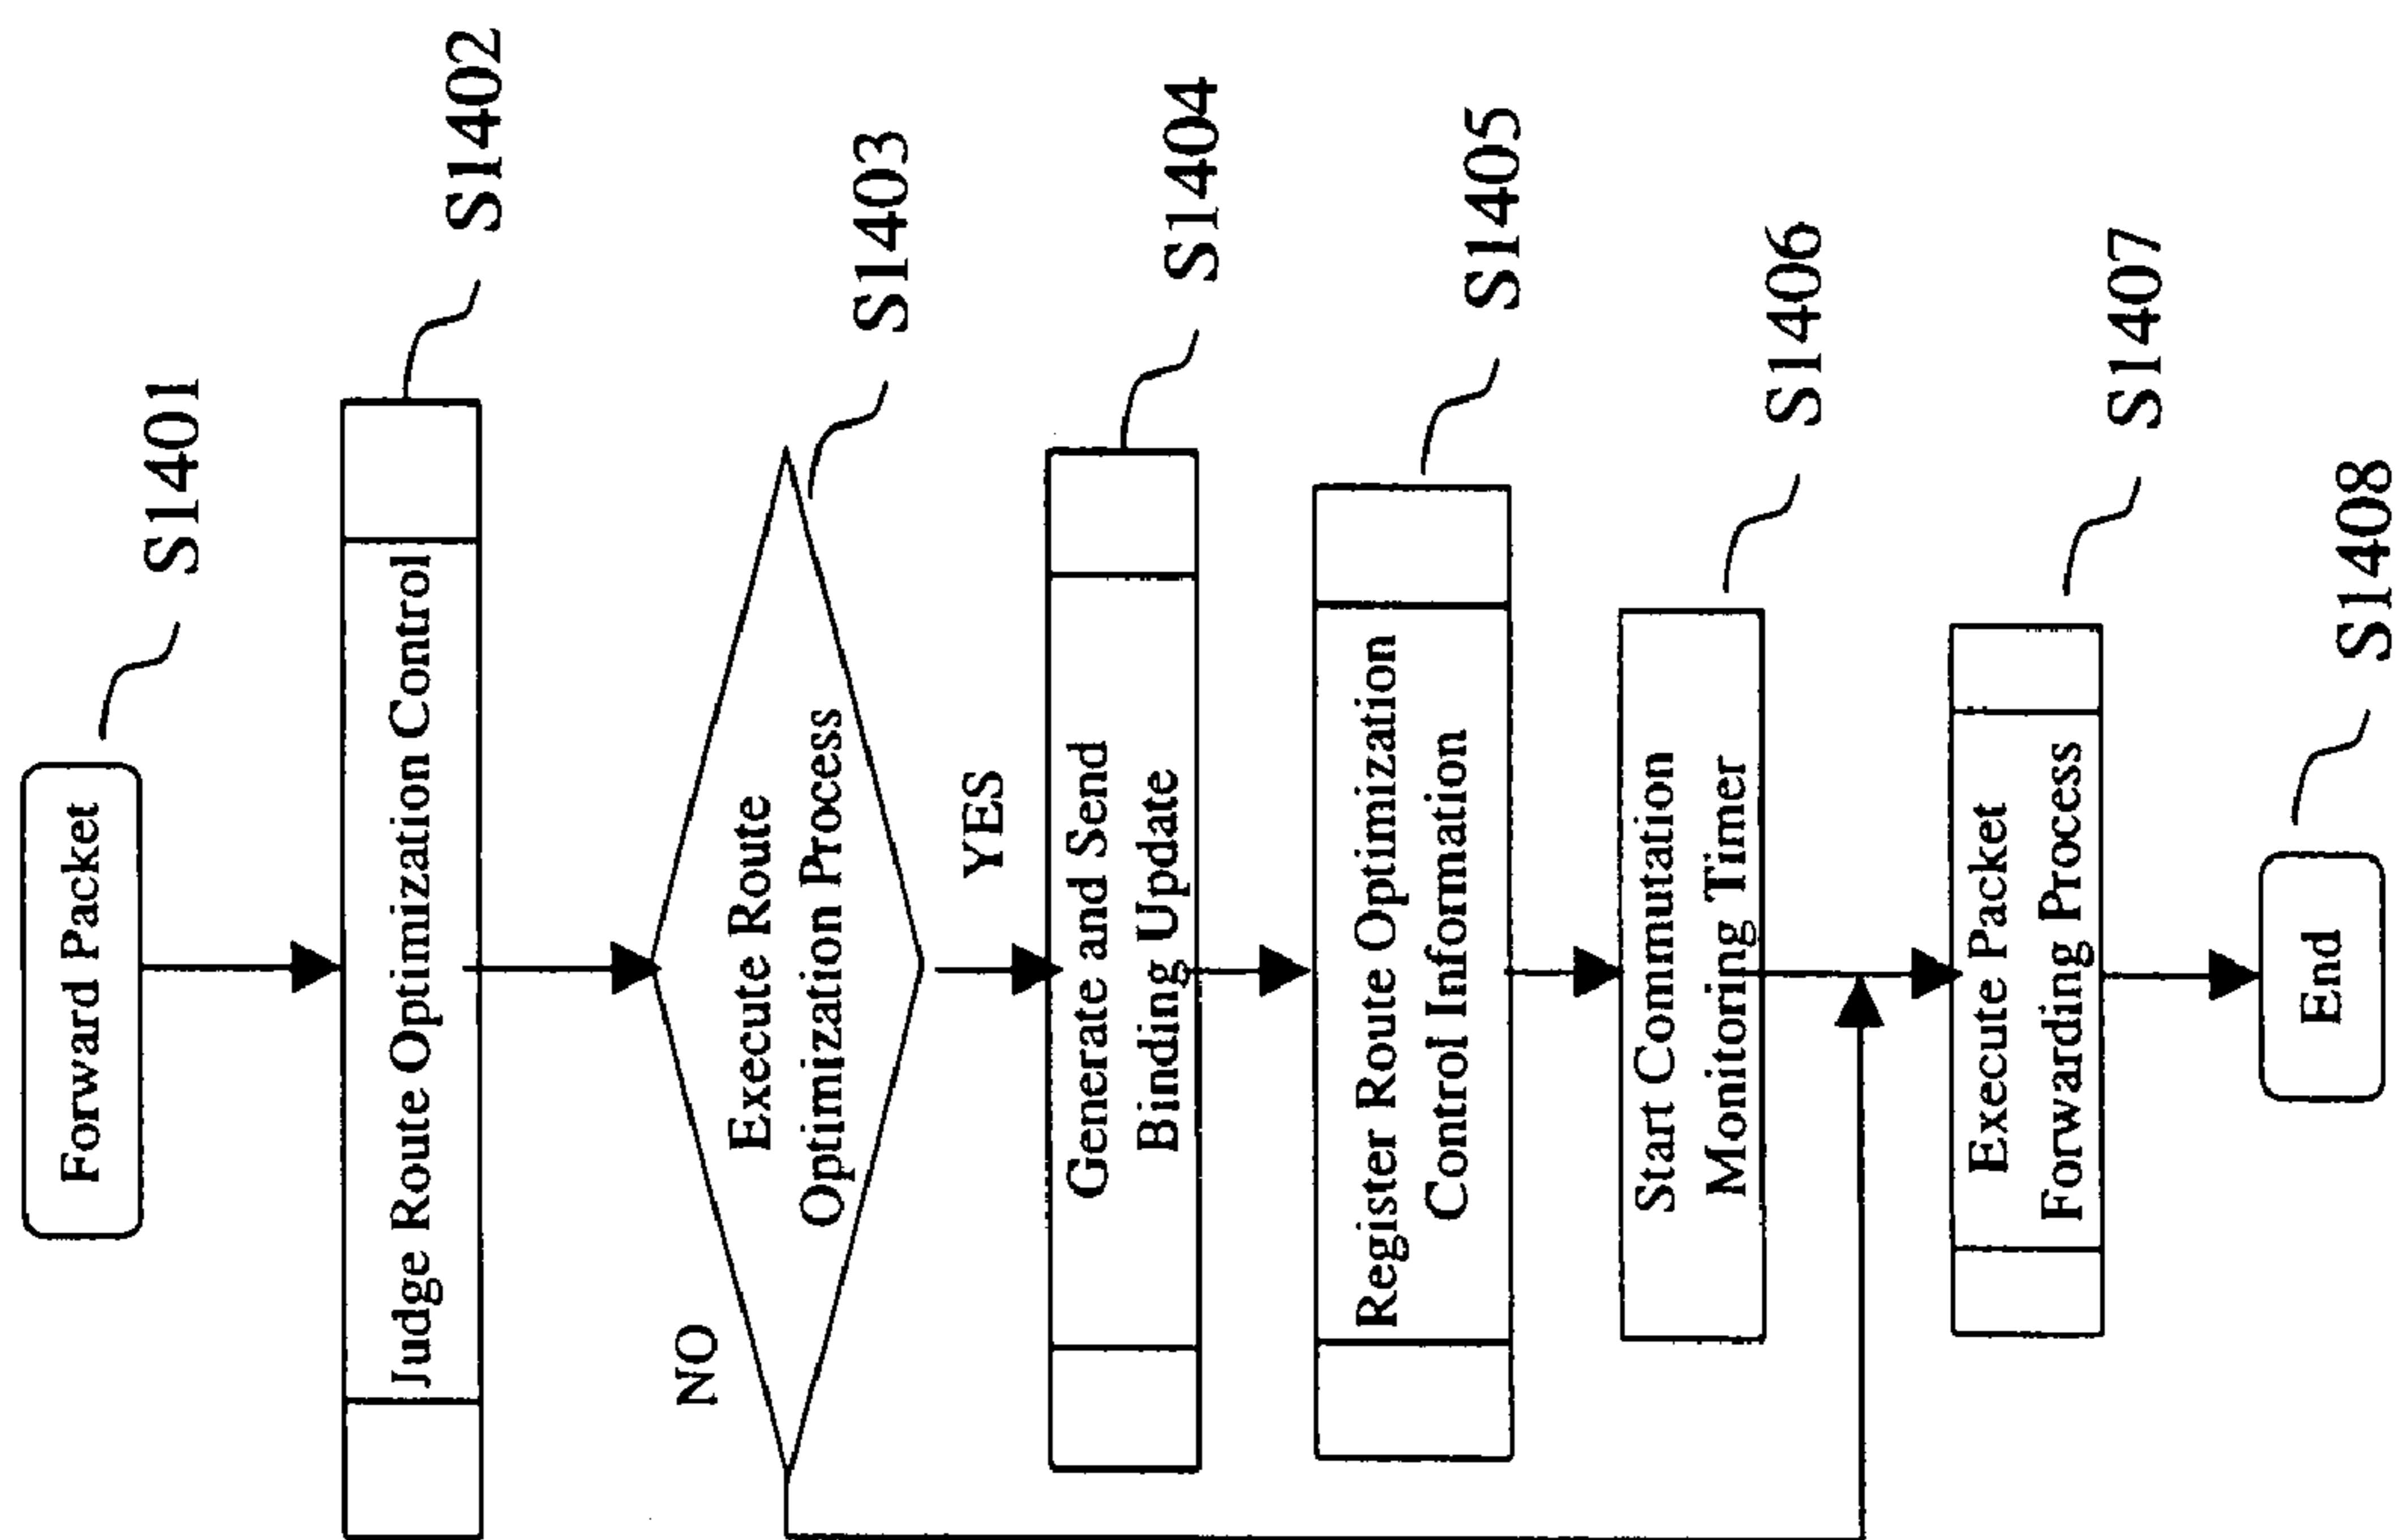 Forward Packet
S1401
Judge Route Optimization Control
S1402
Execute Route
Optimization Process
S1403
NO
YES
Generate and Send
Binding Update
S1404
Register Route Optimization
Control Information
S1405
Start Commutation
Monitoring Timer
S1406
Execute Packet
Forwarding Process
S1407
End
S1408